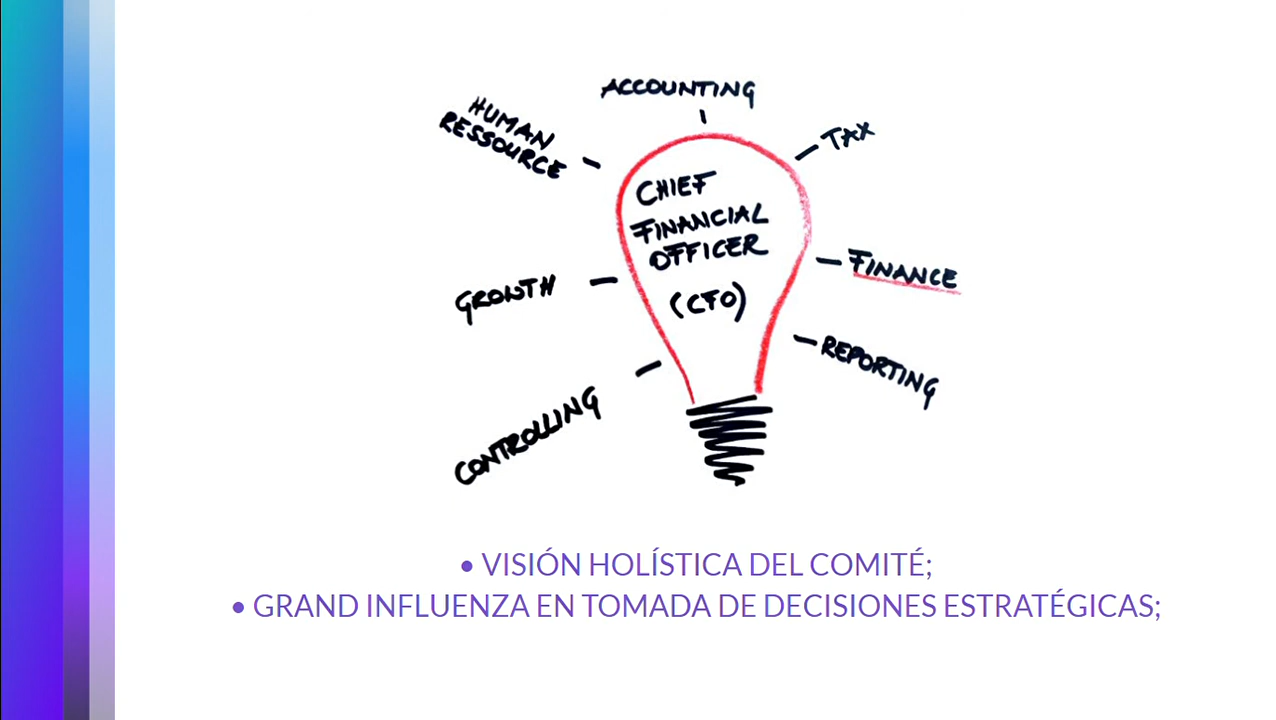 ACCOUNTING
HUMAN
RESSOURCE
TAX
CHIEF
FINANCIAL
OFFICER
(CFO)
FINANCE
GROWTH
REPORTING
CONTROLLING
• VISIÓN HOLÍSTICA DEL COMITÉ;
• GRAND INFLUENZA EN TOMADA DE DECISIONES ESTRATÉGICAS;